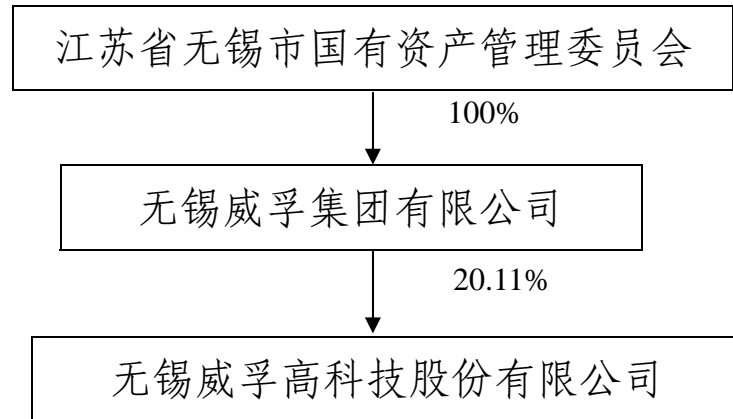 江苏省无锡市国有资产管理委员会
100%
无锡威孚集团有限公司
20.11%
无锡威孚高科技股份有限公司